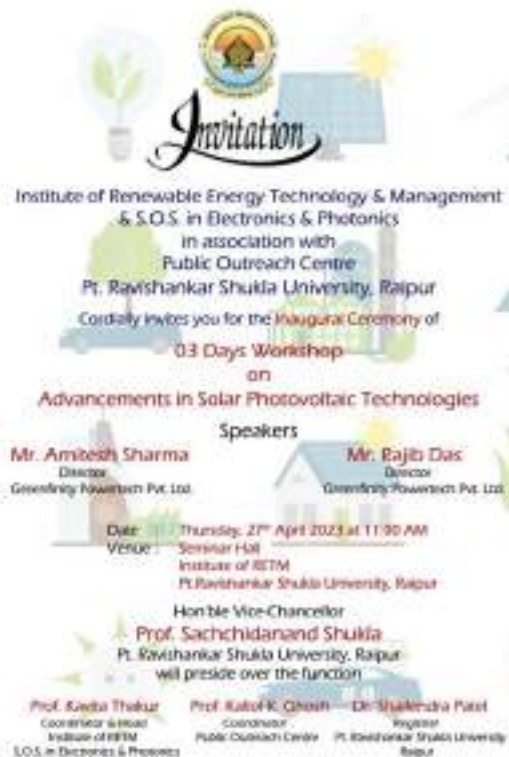 Invitation
Institute of Renewable Energy Technology & Management
& S.O.S. in Electronics & Photonics
in association with
Public Outreach Centre
Pt. Ravishankar Shukla University, Raipur
Cordially invites you for the Inaugural Ceremony of
03 Days Workshop
on
Advancements in Solar Photovoltaic Technologies
Speakers
Mr. Amitesh Sharma
Director
Greenfinity Powertech Pvt. Ltd.
Mr. Rajib Das
Director
Greenfinity Powertech Pvt. Ltd.
Date : Thursday, 27th April 2023 at 11:00 AM
Venue : Seminar Hall
Institute of RETM
Pt.Ravishankar Shukla University, Raipur
Hon'ble Vice-Chancellor
Prof. Sachchidanand Shukla
Pt. Ravishankar Shukla University, Raipur
will preside over the function
Prof. Kavita Thakur
Coordinator & Head
Institute of RETM
S.O.S. in Electronics & Photonics
Prof. Kallol K. Ghosh
Coordinator
Public Outreach Centre
Dr. Shailendra Patel
Registrar
Pt. Ravishankar Shukla University
Raipur